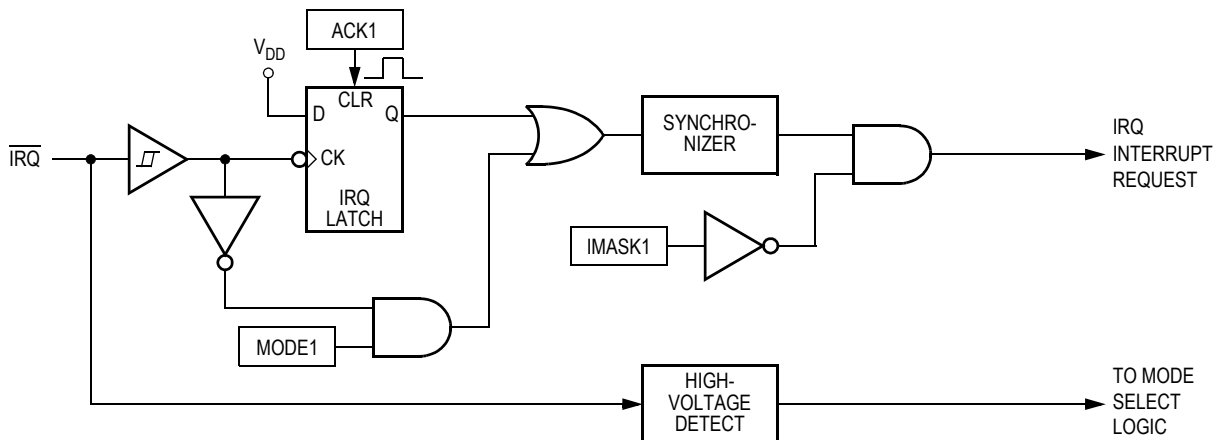 ACK1
V DD
CLR
D
Q
IRQ
CK
IRQ
LATCH
SYNCHRO-
NIZER
IRQ
INTERRUPT
REQUEST
IMASK1
MODE1
HIGH-
VOLTAGE
DETECT
TO MODE
SELECT
LOGIC